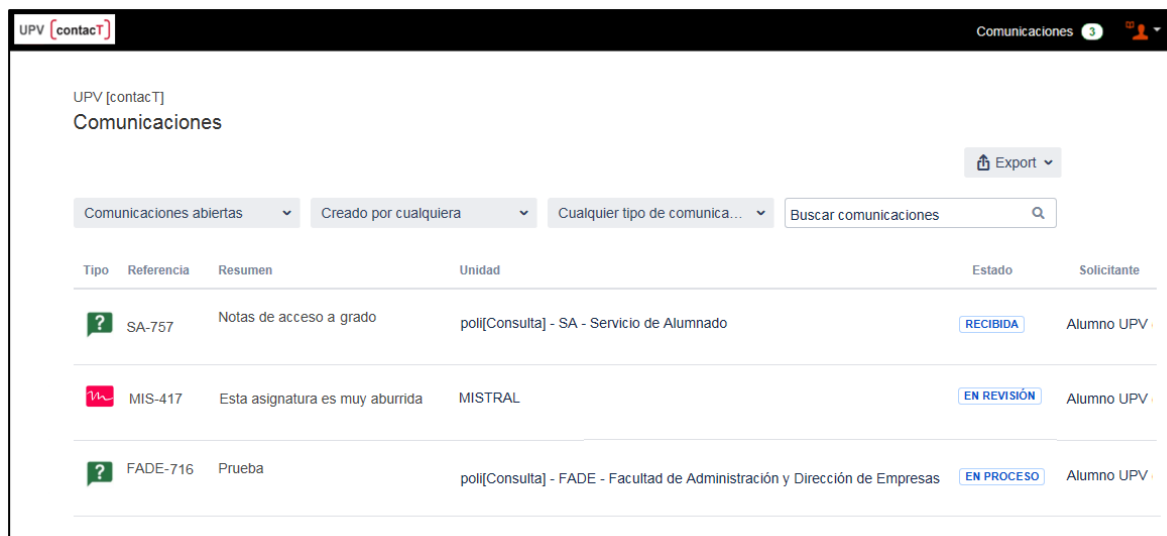 UPV [contacT]
Comunicaciones 3
UPV [contacT]
Comunicaciones
Export
Comunicaciones abiertas Creado por cualquiera Cualquier tipo de comunica... Buscar comunicaciones
Tipo Referencia Resumen Unidad Estado Solicitante
? SA-757 Notas de acceso a grado poli[Consulta] - SA - Servicio de Alumnado RECIBIDA Alumno UPV
MIS-417 Esta asignatura es muy aburrida MISTRAL EN REVISIÓN Alumno UPV
? FADE-716 Prueba poli[Consulta] - FADE - Facultad de Administración y Dirección de Empresas EN PROCESO Alumno UPV